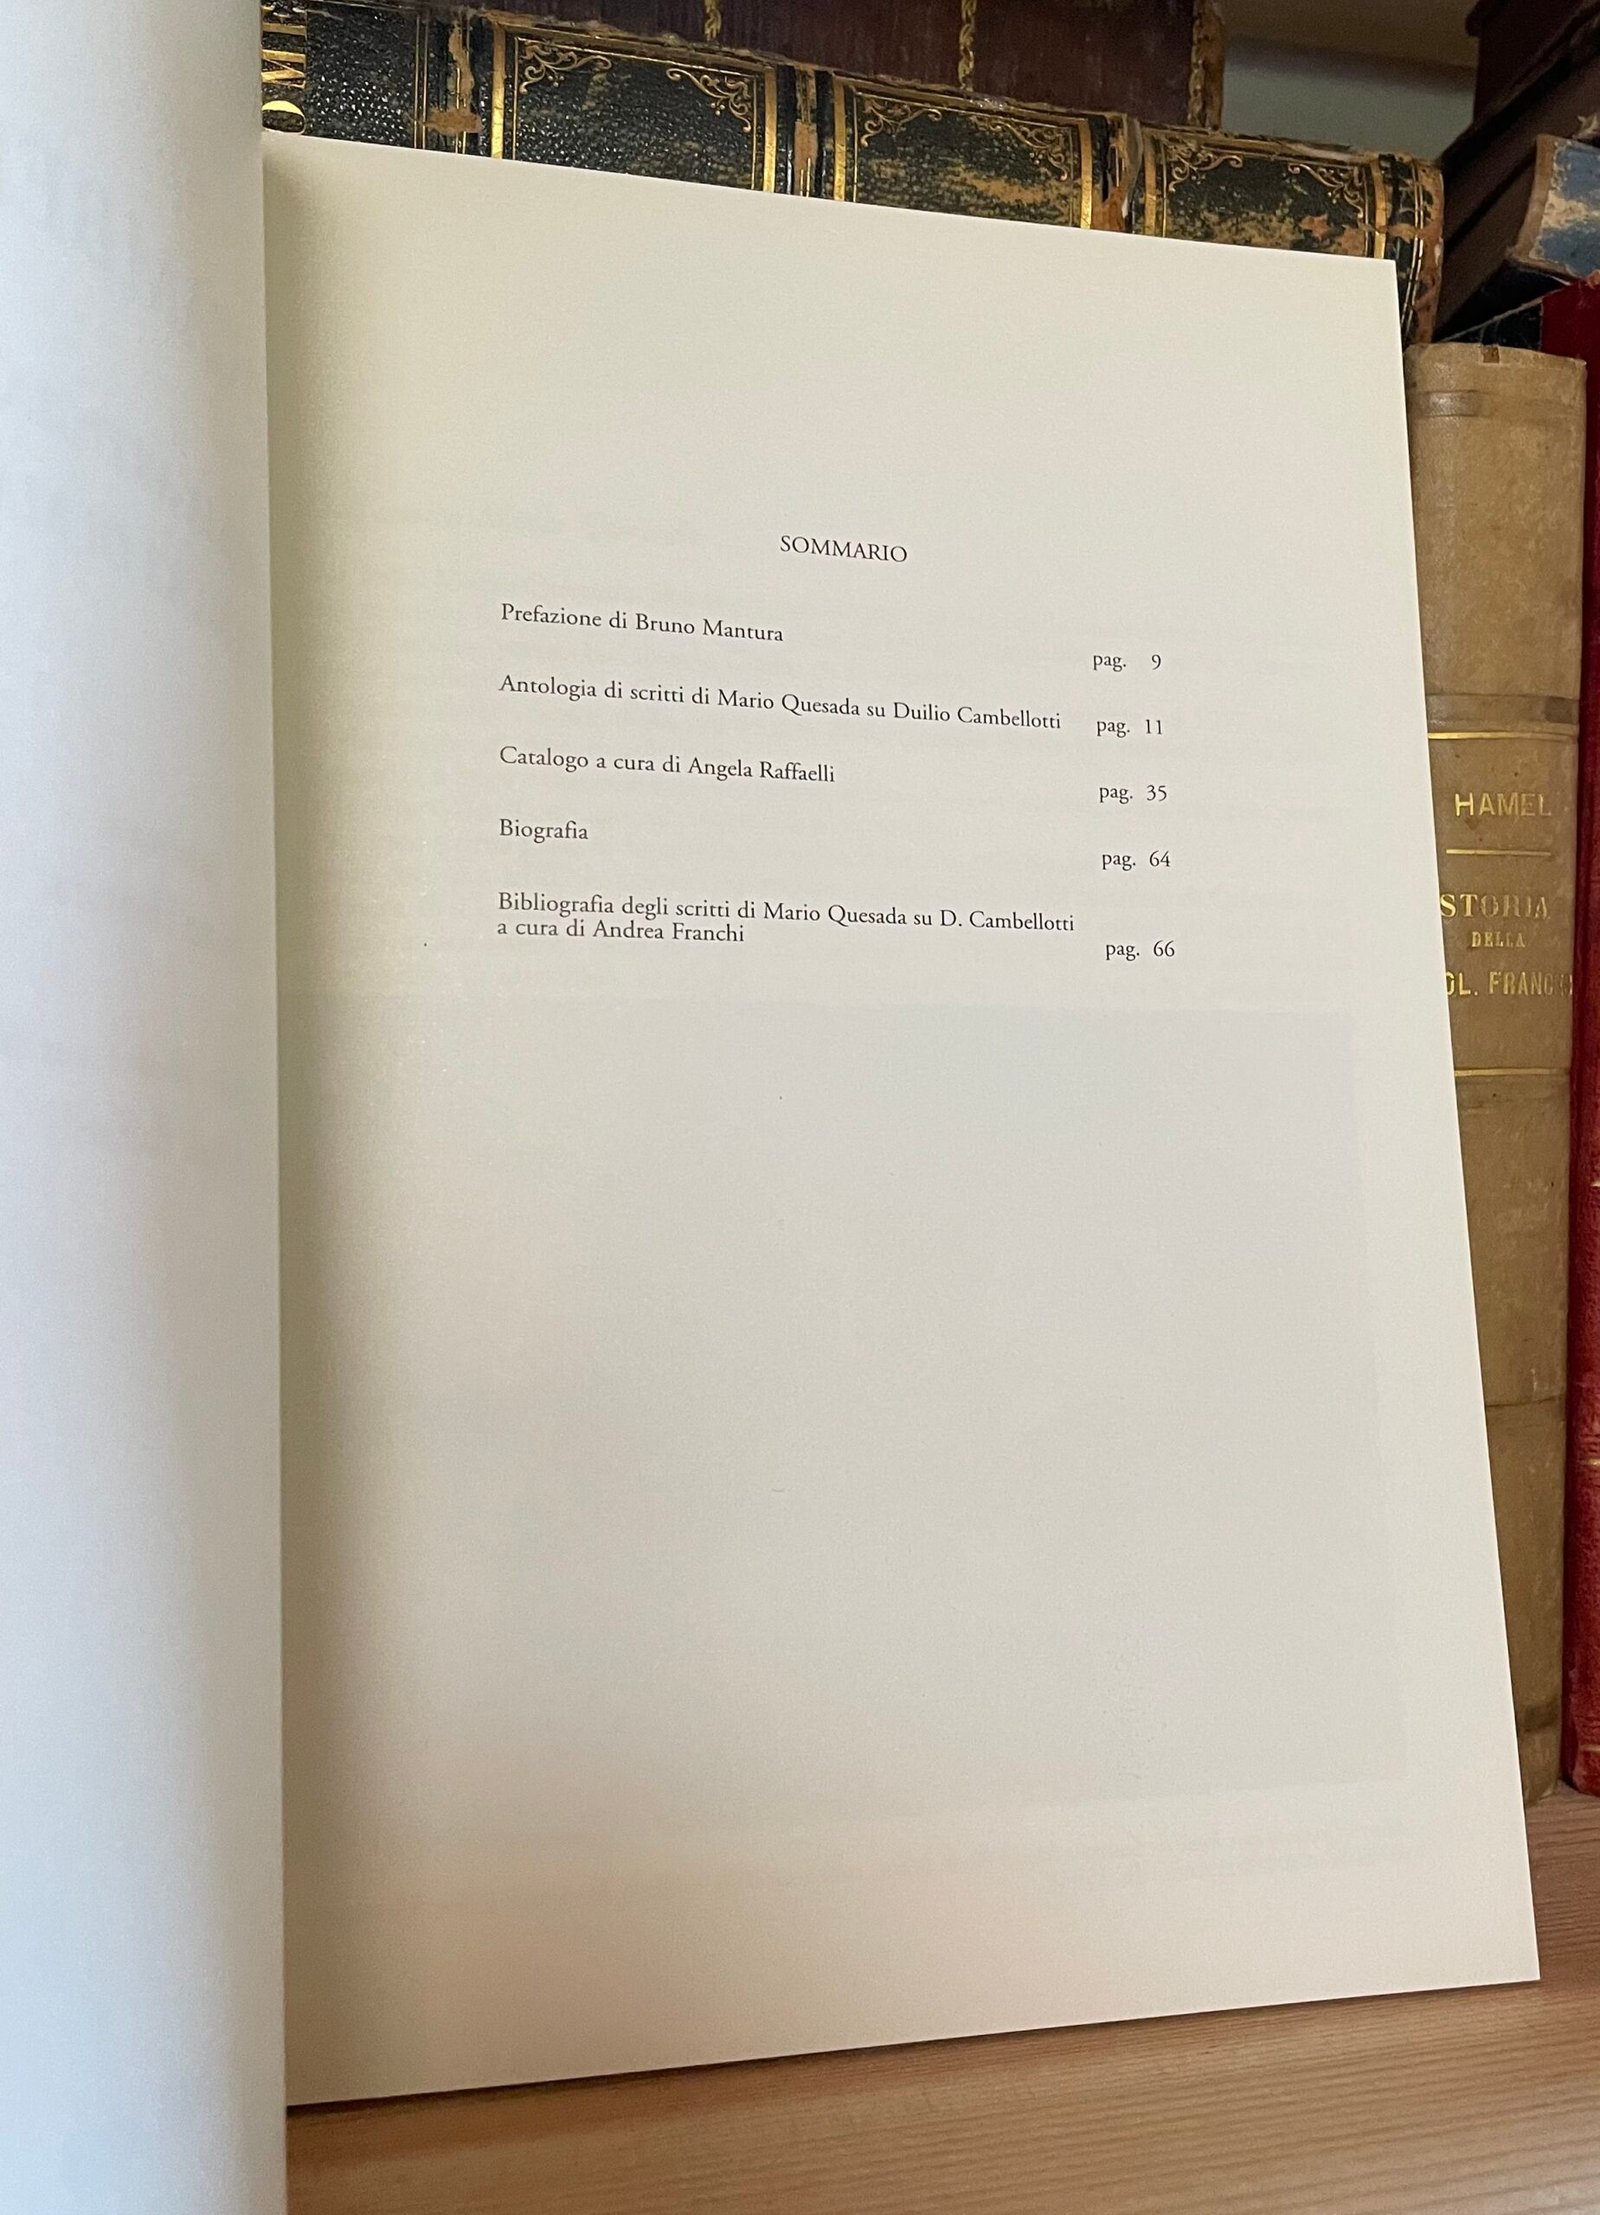 OME
SOMMARIO
Prefazione di Bruno Mantura pag. 9
Antologia di scritti di Mario Quesada su Duilio Cambellotti pag. 11
Catalogo a cura di Angela Raffaelli pag. 35
Biografia pag. 64
Bibliografia degli scritti di Mario Quesada su D. Cambellotti
a cura di Andrea Franchi pag. 66
HAMEL
STORIA
DELLA